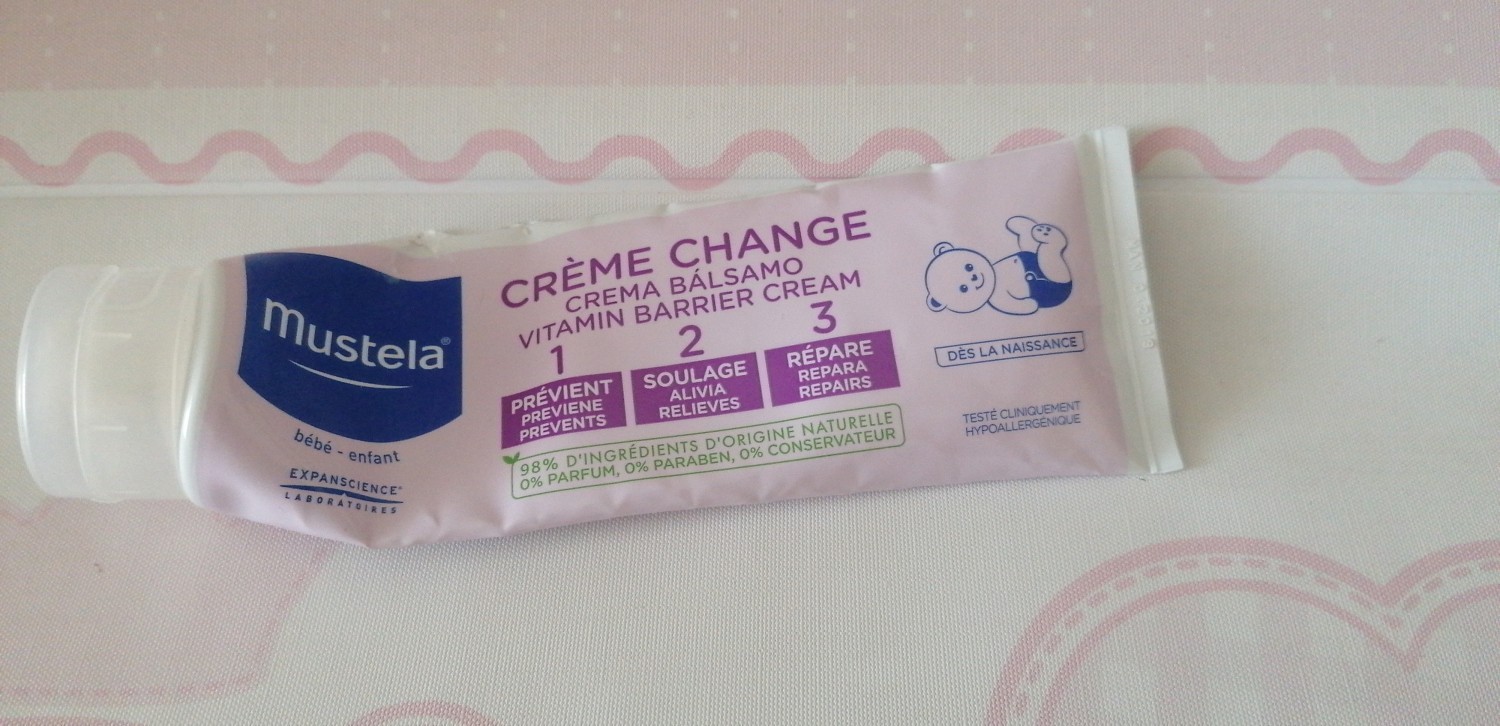 mustela®
bébé - enfant
EXPANSCIENCE®
LABORATOIRES
CRÈME CHANGE
CREMA BÁLSAMO
VITAMIN BARRIER CREAM
1
PRÉVIENT
PREVIENE
PREVENTS
2
SOULAGE
ALIVIA
RELIEVES
3
RÉPARE
REPARA
REPAIRS
98% D'INGRÉDIENTS D'ORIGINE NATURELLE
0% PARFUM, 0% PARABEN, 0% CONSERVATEUR
DÈS LA NAISSANCE
TESTÉ CLINIQUEMENT
HYPOALLERGÉNIQUE